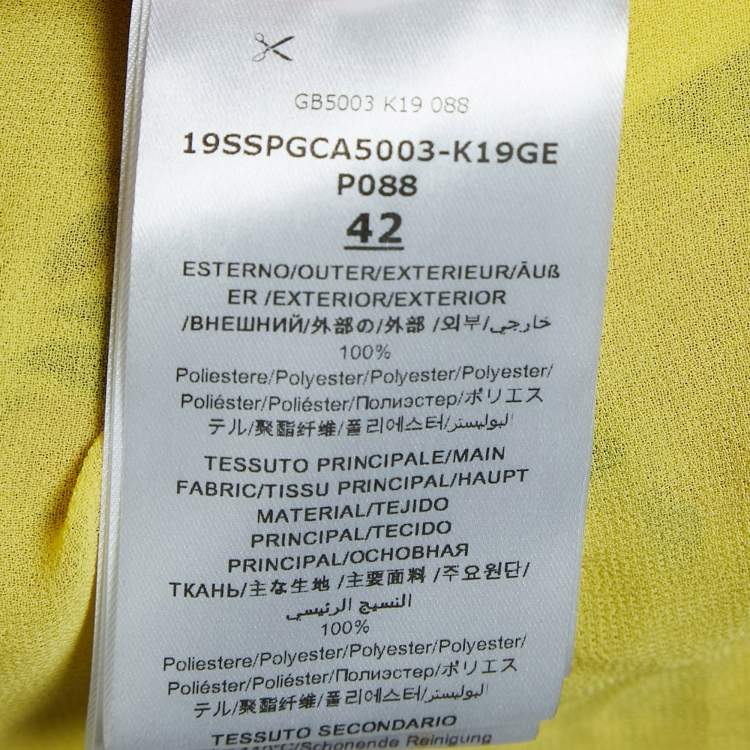 GB5003 K19 088
19SSPGCA5003-K19GE
P088
42
ESTERNO/OUTER/EXTERIEUR/ÄUß
ER /EXTERIOR/EXTERIOR
/ВНЕШНИЙ/外部の/外部 /외부/خارجي/
100%
Poliestere/Polyester/Polyester/Polyester/
Poliéster/Poliéster/Полиэстер/ポリエス
テル/聚酯纤维/폴리에스터/البوليستر
TESSUTO PRINCIPALE/MAIN
FABRIC/TISSU PRINCIPAL/HAUPT
MATERIAL/TEJIDO
PRINCIPAL/TECIDO
PRINCIPAL/ОСНОВНАЯ
ТКАНЬ/主な生地 /主要面料 /주요원단/
النسيج الرئيسي
100%
Poliestere/Polyester/Polyester/Polyester/
Poliéster/Poliéster/Полиэстер/ポリエス
テル/聚酯纤维/폴리에스터/البوليستر
TESSUTO SECONDARIO
110°C/Schonende Reinigung